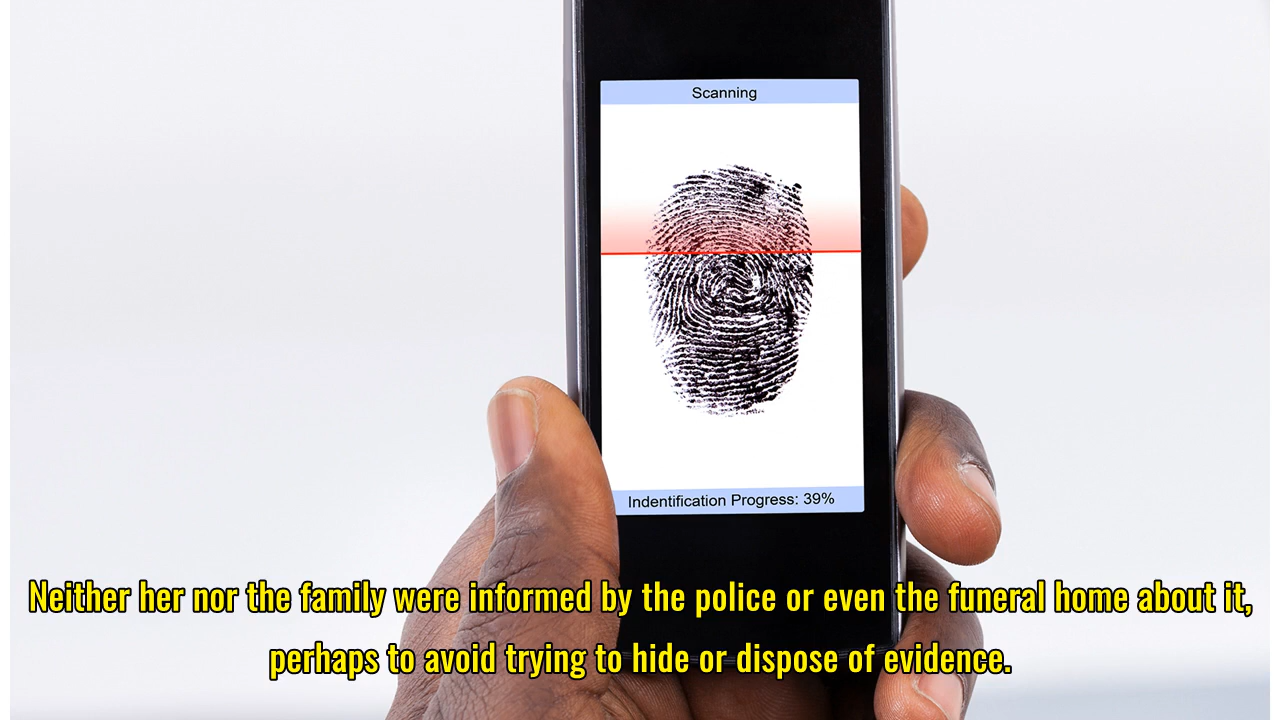 Scanning
Indentification Progress: 39%
Neither her nor the family were informed by the police or even the funeral home about it,
perhaps to avoid trying to hide or dispose of evidence.